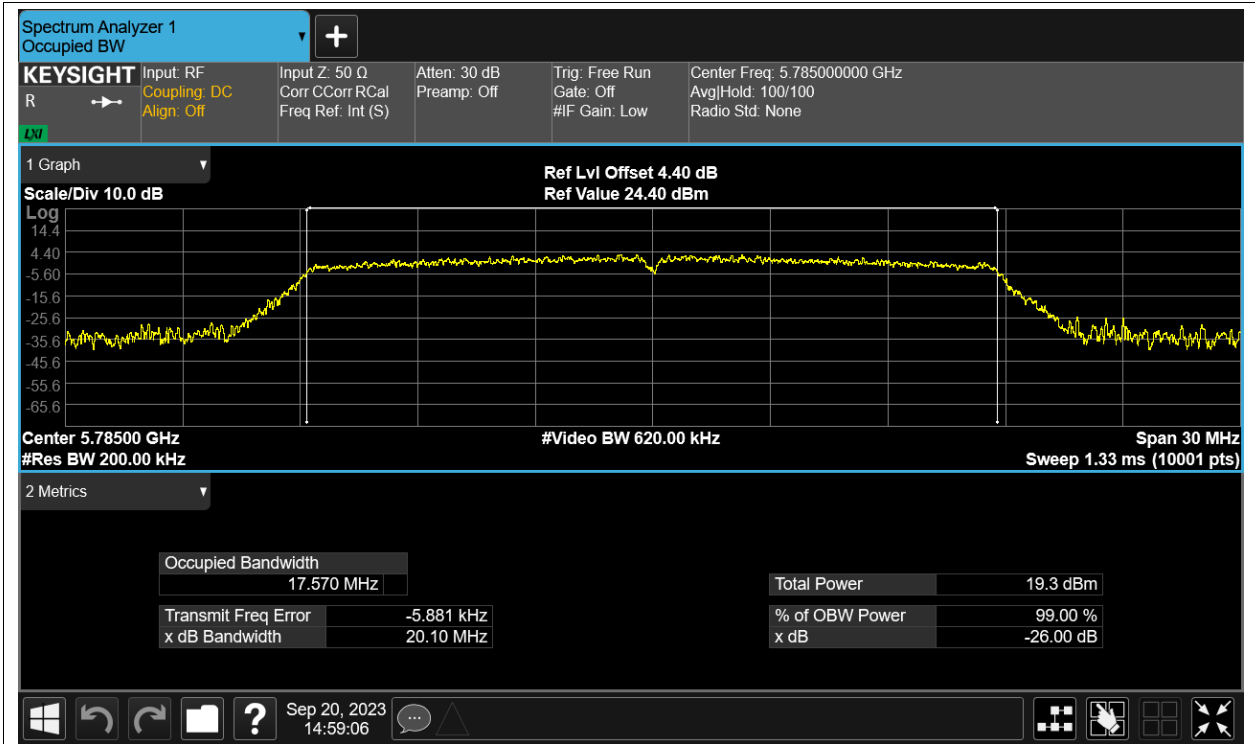 Spectrum Analyzer 1
Occupied BW
KEYSIGHT
R
LXI
Input: RF
Coupling: DC
Align: Off
Input Z: 50 Ω
Corr CCorr RCal
Freq Ref: Int (S)
Atten: 30 dB
Preamp: Off
Trig: Free Run
Gate: Off
#IF Gain: Low
Center Freq: 5.785000000 GHz
Avg|Hold: 100/100
Radio Std: None
1 Graph
Scale/Div 10.0 dB
Ref Lvl Offset 4.40 dB
Ref Value 24.40 dBm
Log
14.4
4.40
-5.60
-15.6
-25.6
-35.6
-45.6
-55.6
-65.6
Center 5.78500 GHz
#Video BW 620.00 kHz
Span 30 MHz
#Res BW 200.00 kHz
Sweep 1.33 ms (10001 pts)
2 Metrics
Occupied Bandwidth
17.570 MHz
Total Power 19.3 dBm
Transmit Freq Error -5.881 kHz
% of OBW Power 99.00 %
x dB Bandwidth 20.10 MHz
x dB -26.00 dB
?
Sep 20, 2023
14:59:06